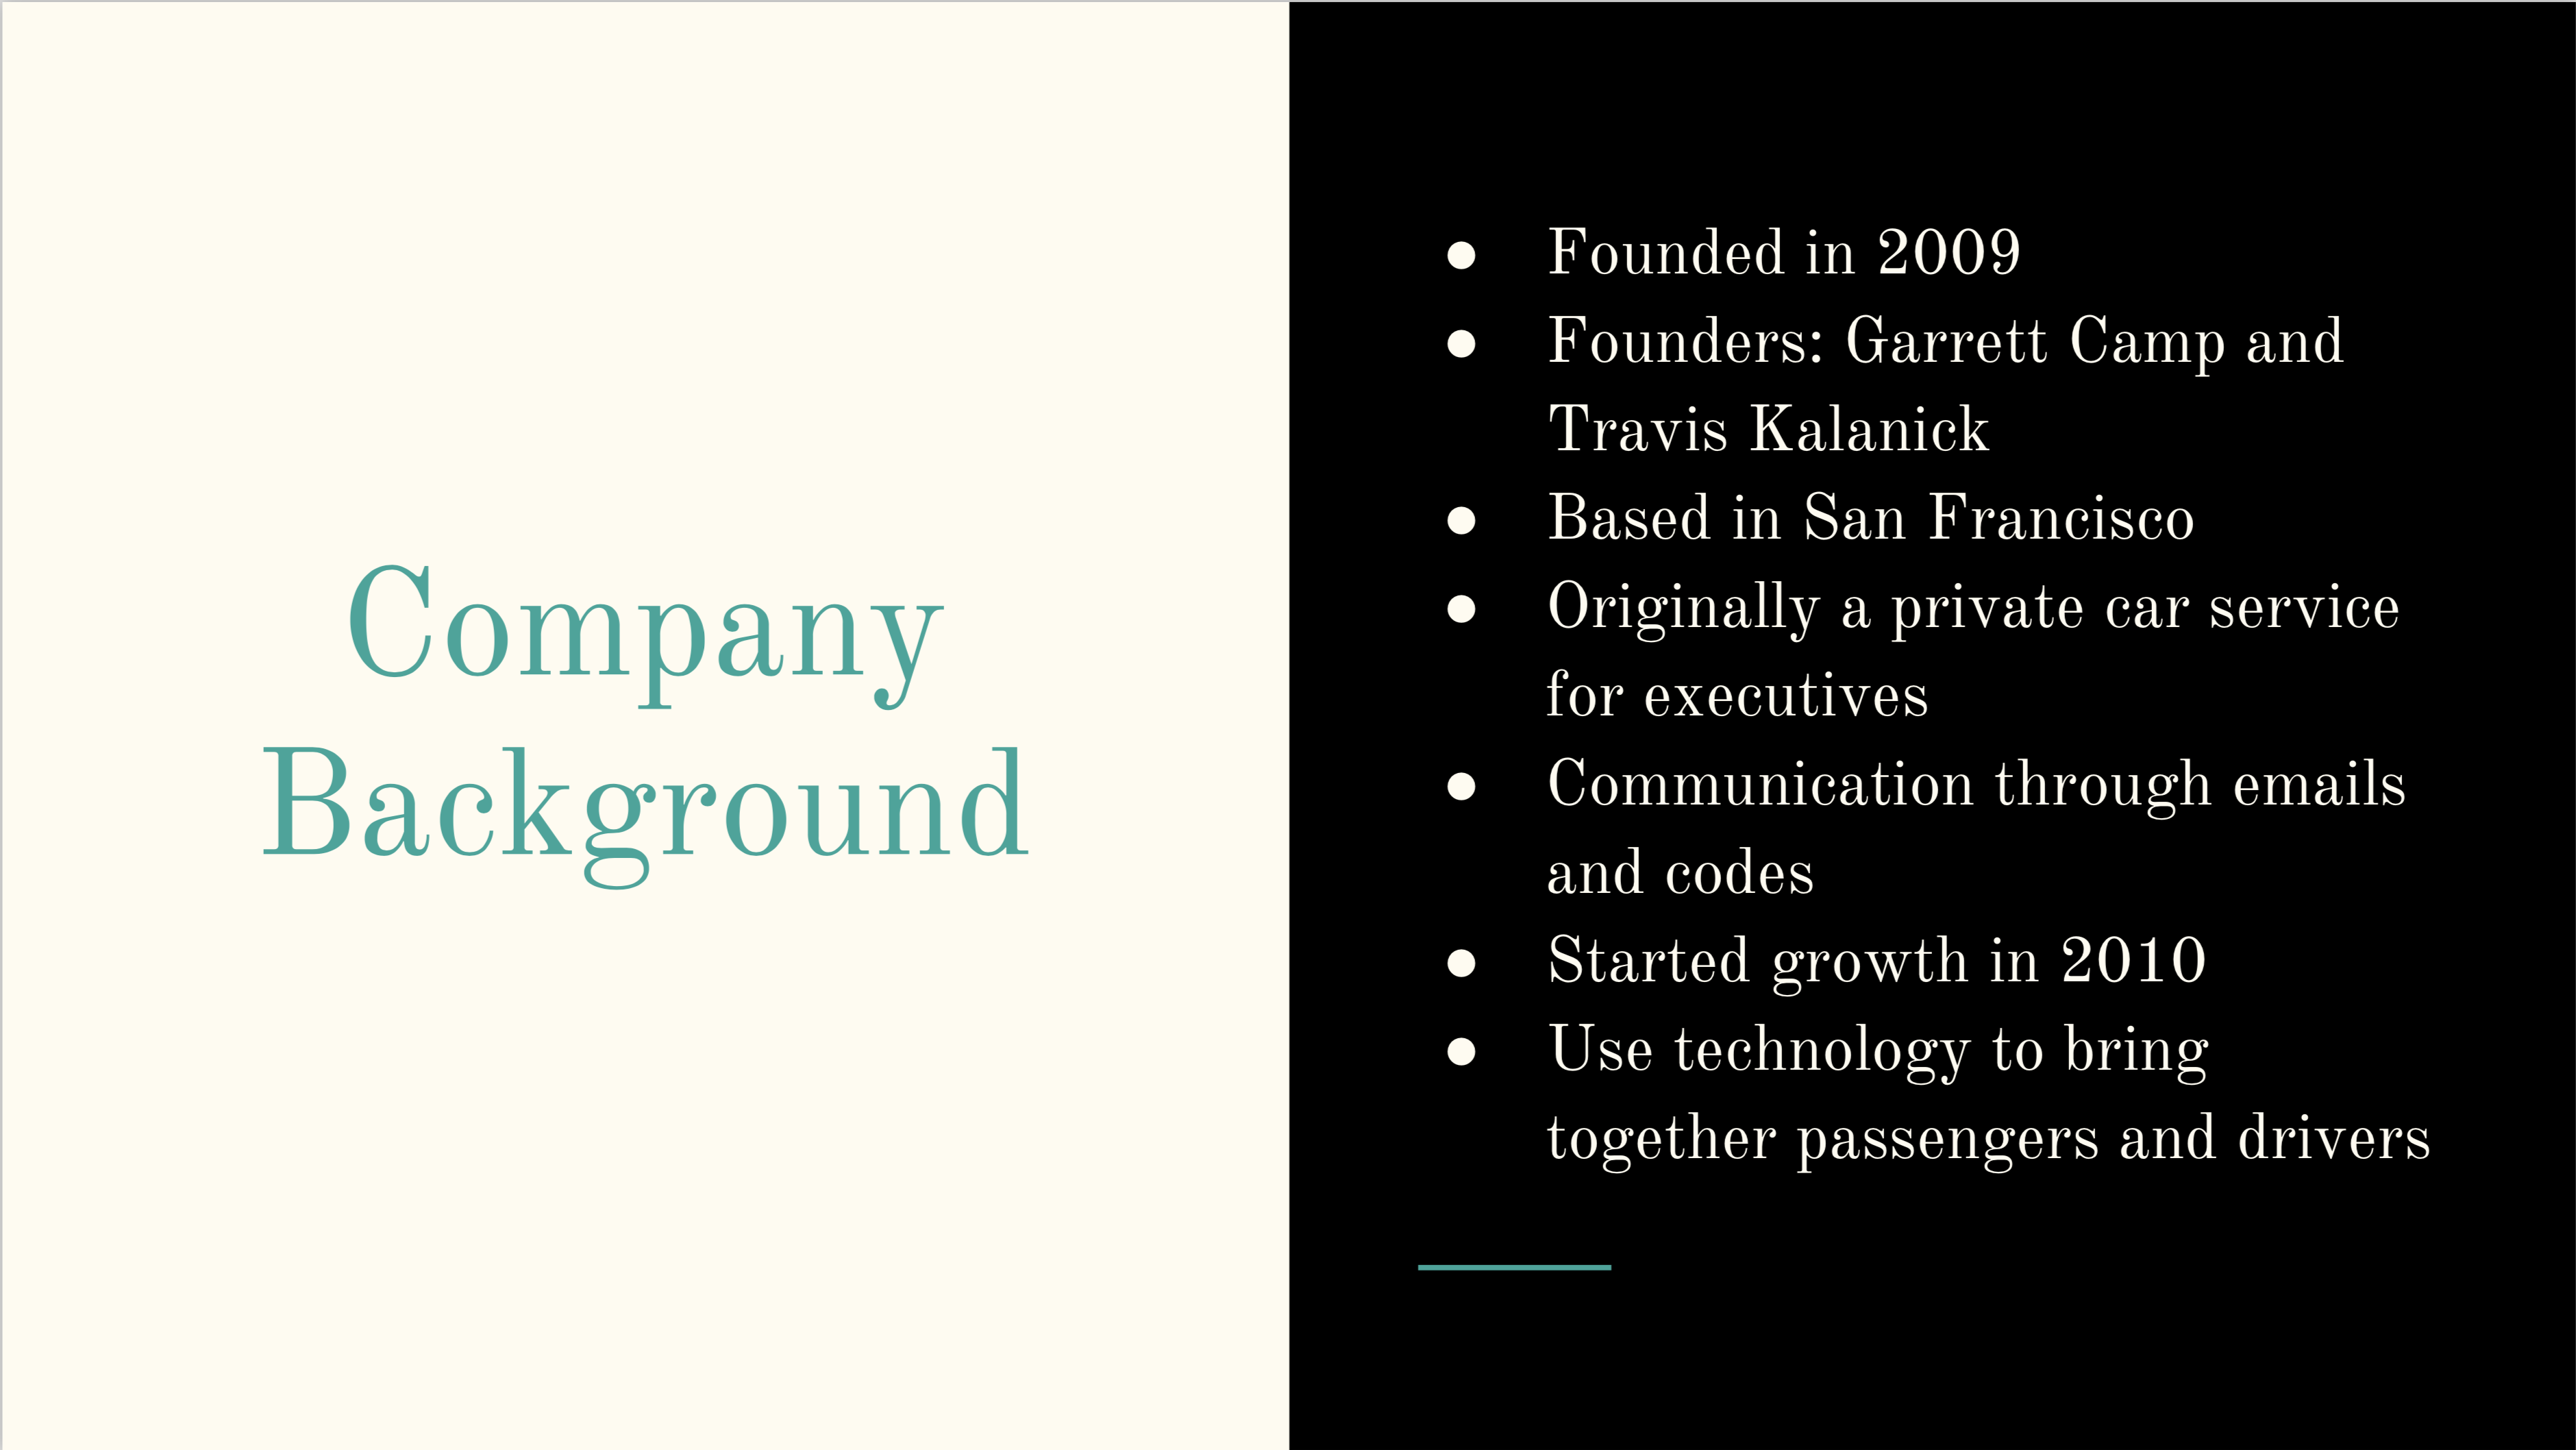 Company
Background
● Founded in 2009
● Founders: Garrett Camp and
Travis Kalanick
● Based in San Francisco
● Originally a private car service
for executives
● Communication through emails
and codes
● Started growth in 2010
● Use technology to bring
together passengers and drivers